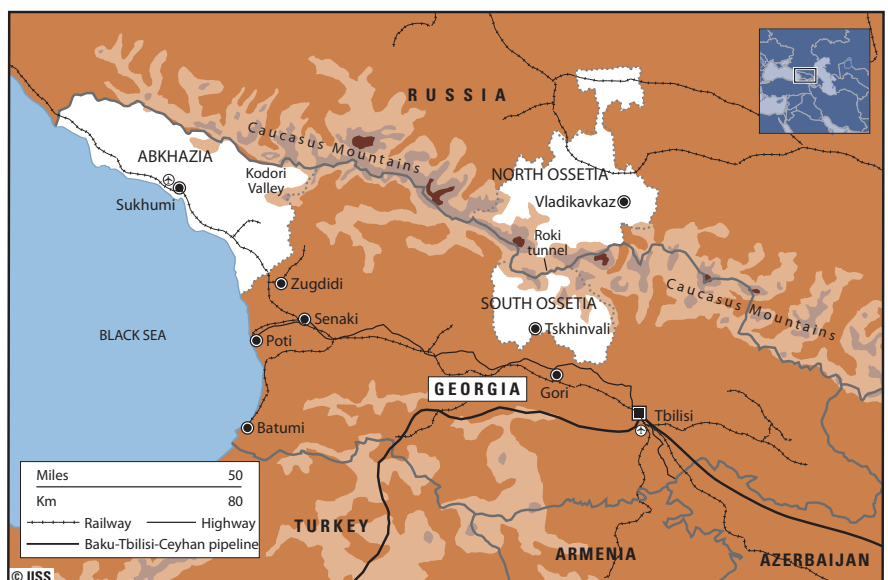 RUSSIA
Caucasus Mountains
ABKHAZIA
Kodori
Valley
Sukhumi
NORTH OSSETIA
Vladikavkaz
Roki
tunnel
Zugdidi
SOUTH OSSETIA
Caucasus Mountains
Senaki
BLACK SEA
Tskhinvali
Poti
GEORGIA
Gori
Tbilisi
Batumi
Miles 50
Km 80
Railway Highway
Baku-Tbilisi-Ceyhan pipeline
TURKEY
ARMENIA
AZERBAIJAN
© IISS